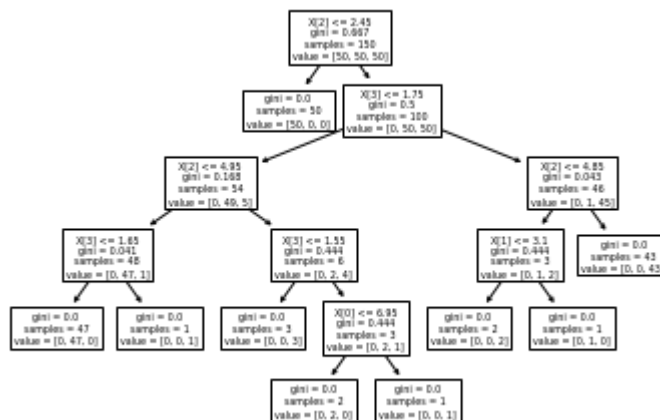 X[2] <= 2.45
gini = 0.667
samples = 150
value = [50, 50, 50]
gini = 0.0
samples = 50
value = [50, 0, 0]
X[3] <= 1.75
gini = 0.5
samples = 100
value = [0, 50, 50]
X[2] <= 4.95
gini = 0.168
samples = 54
value = [0, 49, 5]
X[2] <= 4.85
gini = 0.043
samples = 46
value = [0, 1, 45]
X[3] <= 1.65
gini = 0.041
samples = 48
value = [0, 47, 1]
X[3] <= 1.55
gini = 0.444
samples = 6
value = [0, 2, 4]
X[1] <= 3.1
gini = 0.444
samples = 3
value = [0, 1, 2]
gini = 0.0
samples = 43
value = [0, 0, 43]
gini = 0.0
samples = 47
value = [0, 47, 0]
gini = 0.0
samples = 1
value = [0, 0, 1]
gini = 0.0
samples = 3
value = [0, 0, 3]
X[0] <= 6.95
gini = 0.444
samples = 3
value = [0, 2, 1]
gini = 0.0
samples = 2
value = [0, 0, 2]
gini = 0.0
samples = 1
value = [0, 1, 0]
gini = 0.0
samples = 2
value = [0, 2, 0]
gini = 0.0
samples = 1
value = [0, 0, 1]